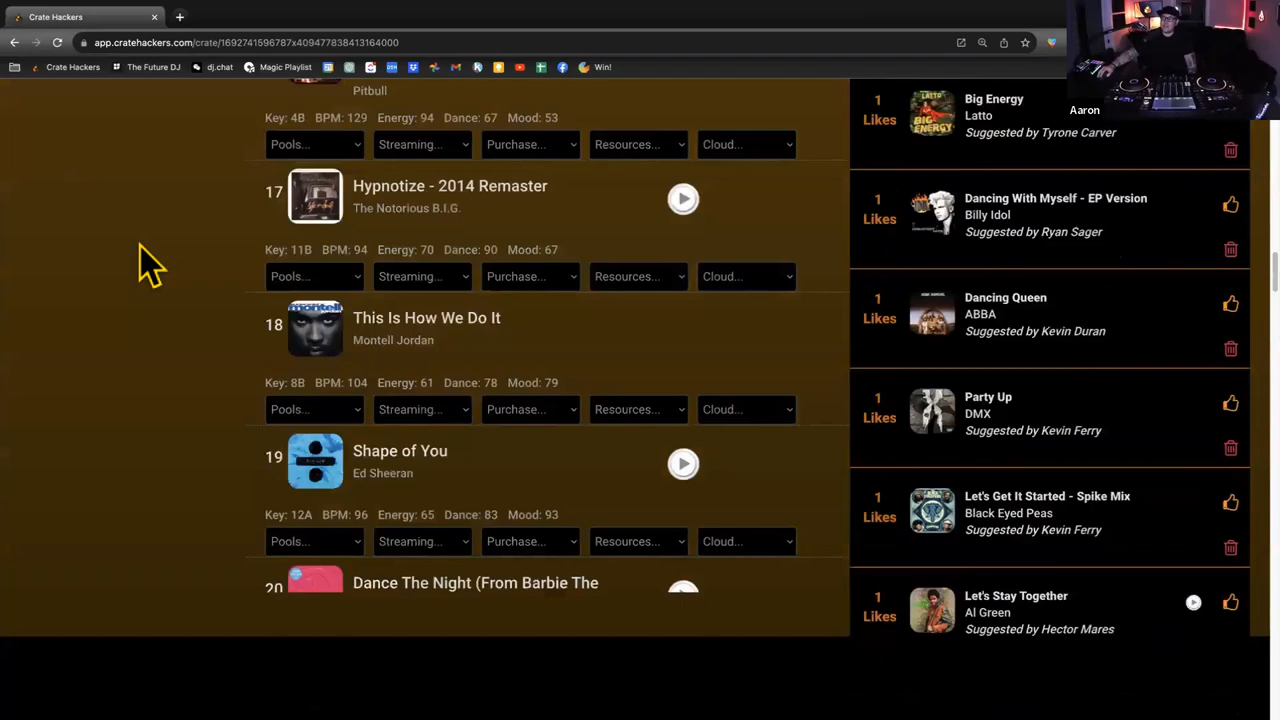 Crate Hackers
app.cratehackers.com/crate/1692741596787x409477838413164000
Crate Hackers
The Future DJ
dj.chat
Magic Playlist
Win!
Aaron
Pitbull
Key: 4B BPM: 129 Energy: 94 Dance: 67 Mood: 53
Pools... Streaming... Purchase... Resources... Cloud...
17
Hypnotize - 2014 Remaster
The Notorious B.I.G.
Key: 11B BPM: 94 Energy: 70 Dance: 90 Mood: 67
Pools... Streaming... Purchase... Resources... Cloud...
18
This Is How We Do It
Montell Jordan
Key: 8B BPM: 104 Energy: 61 Dance: 78 Mood: 79
Pools... Streaming... Purchase... Resources... Cloud...
19
Shape of You
Ed Sheeran
Key: 12A BPM: 96 Energy: 65 Dance: 83 Mood: 93
Pools... Streaming... Purchase... Resources... Cloud...
20
Dance The Night (From Barbie The
1
Likes
Big Energy
Latto
Suggested by Tyrone Carver
1
Likes
Dancing With Myself - EP Version
Billy Idol
Suggested by Ryan Sager
1
Likes
Dancing Queen
ABBA
Suggested by Kevin Duran
1
Likes
Party Up
DMX
Suggested by Kevin Ferry
1
Likes
Let's Get It Started - Spike Mix
Black Eyed Peas
Suggested by Kevin Ferry
1
Likes
Let's Stay Together
Al Green
Suggested by Hector Mares